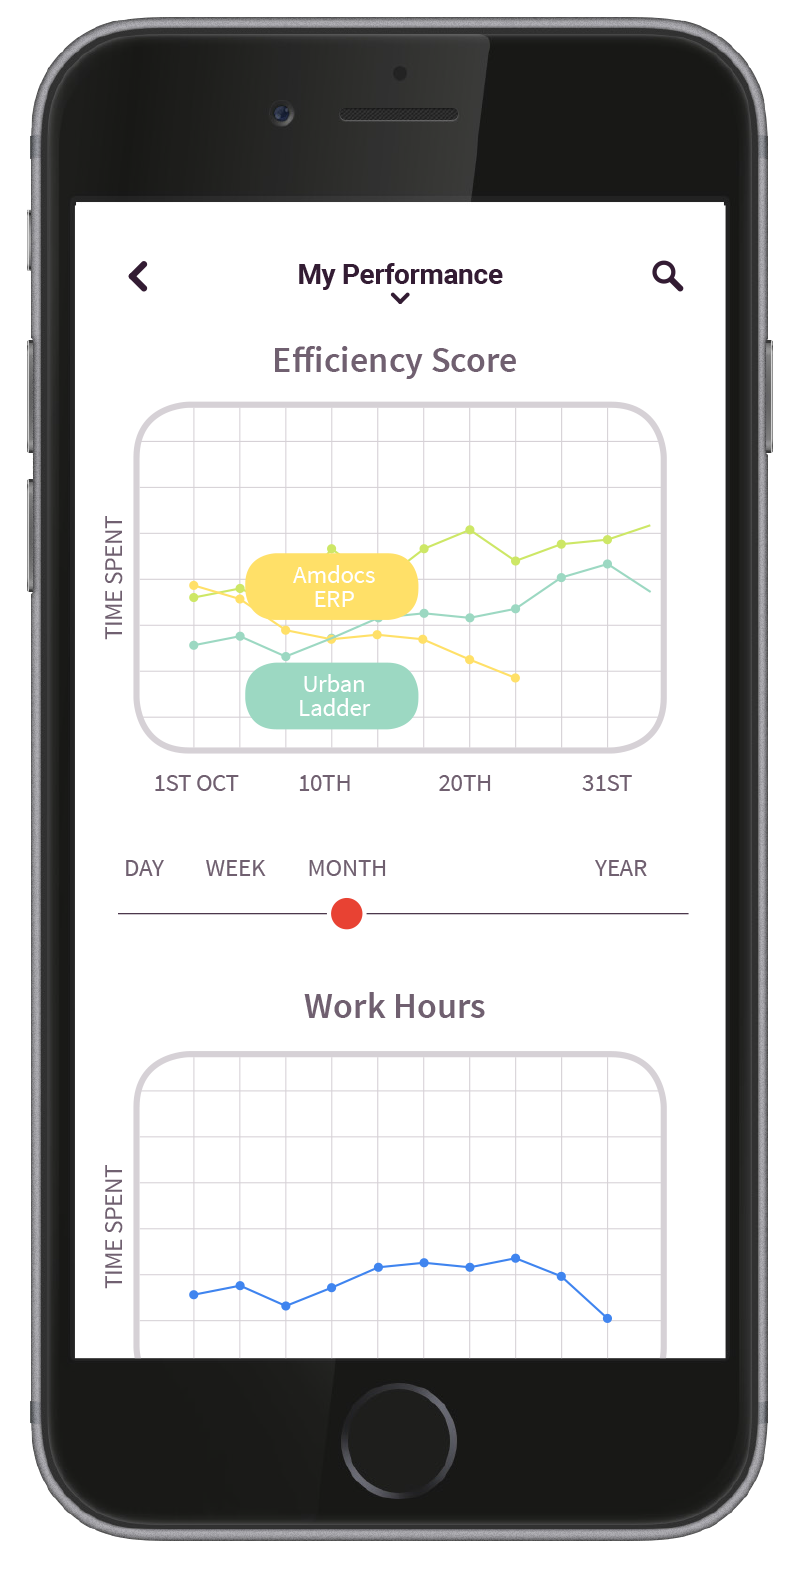 My Performance
Efficiency Score
TIME SPENT
Amdocs
ERP
Urban
Ladder
1ST OCT 10TH 20TH 31ST
DAY WEEK MONTH YEAR
Work Hours
TIME SPENT